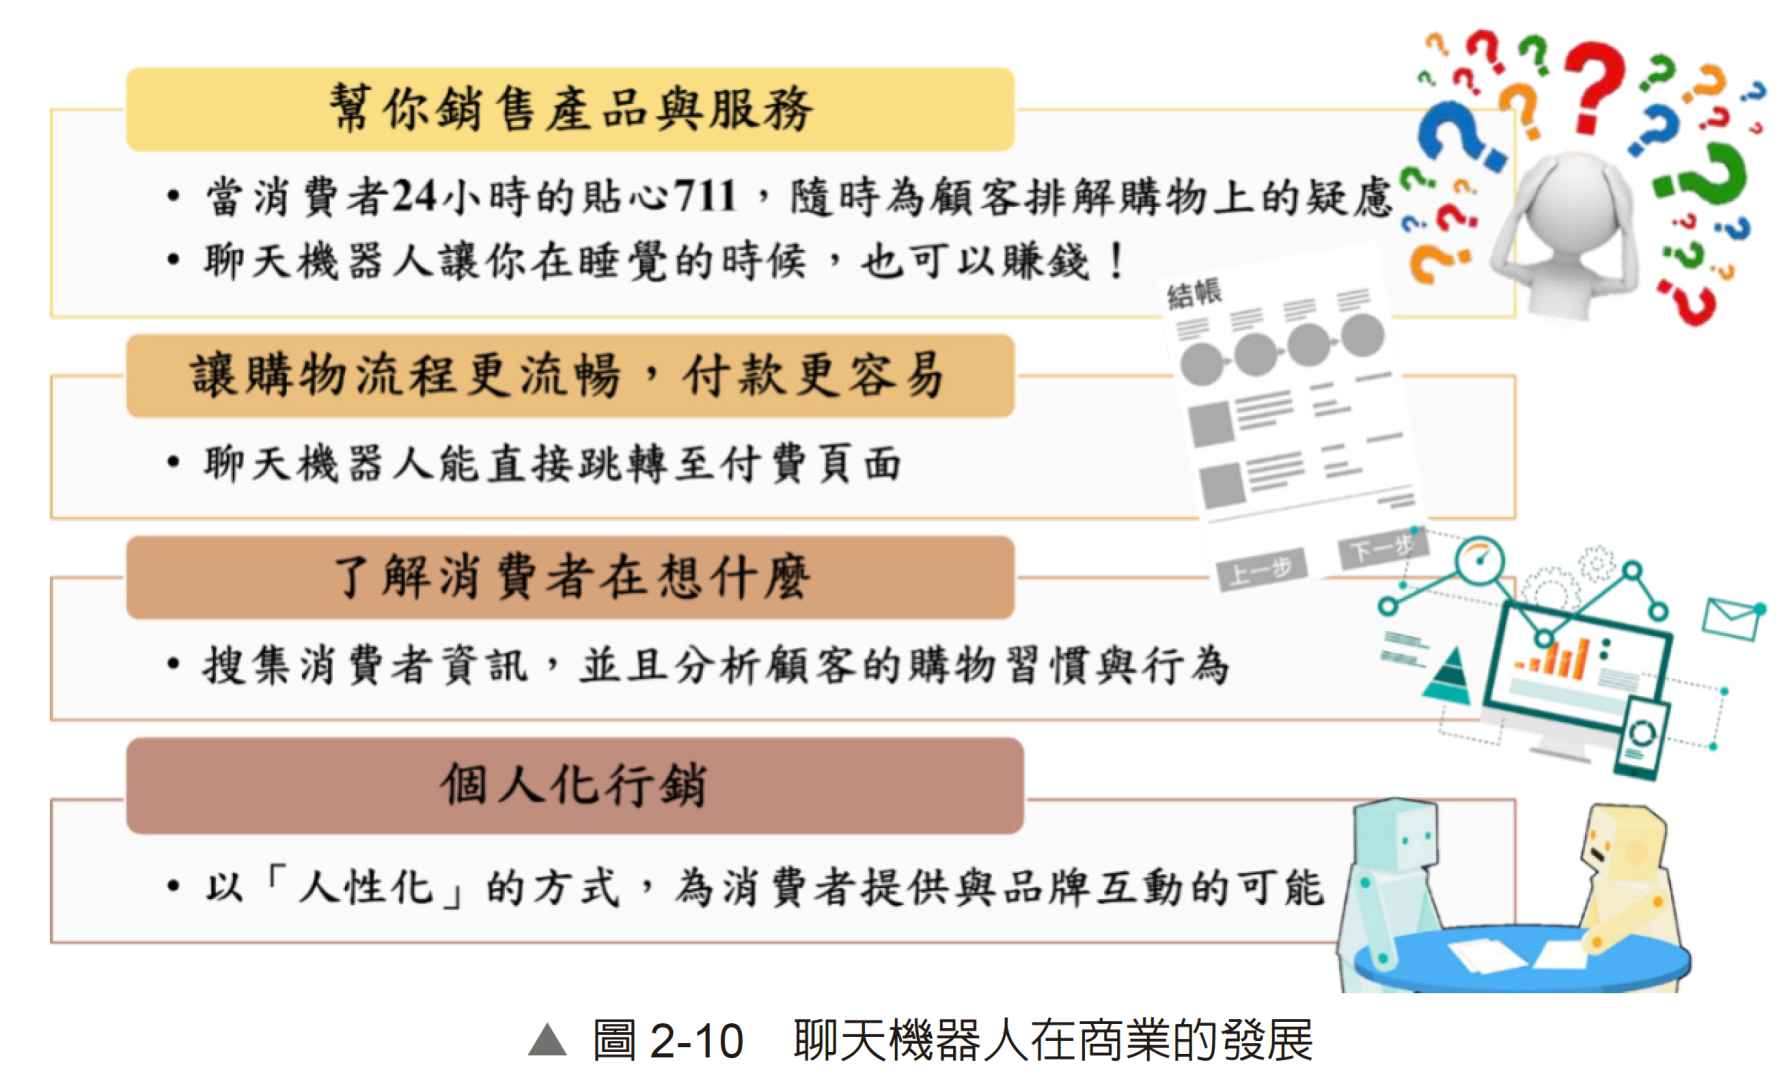 幫你銷售產品與服務
• 當消費者24小時的貼心711，隨時為顧客排解購物上的疑慮
• 聊天機器人讓你在睡覺的時候，也可以賺錢！
結帳
讓購物流程更流暢，付款更容易
• 聊天機器人能直接跳轉至付費頁面
上一步
下一步
了解消費者在想什麼
• 搜集消費者資訊，並且分析顧客的購物習慣與行為
個人化行銷
• 以「人性化」的方式，為消費者提供與品牌互動的可能
▲ 圖 2-10 聊天機器人在商業的發展